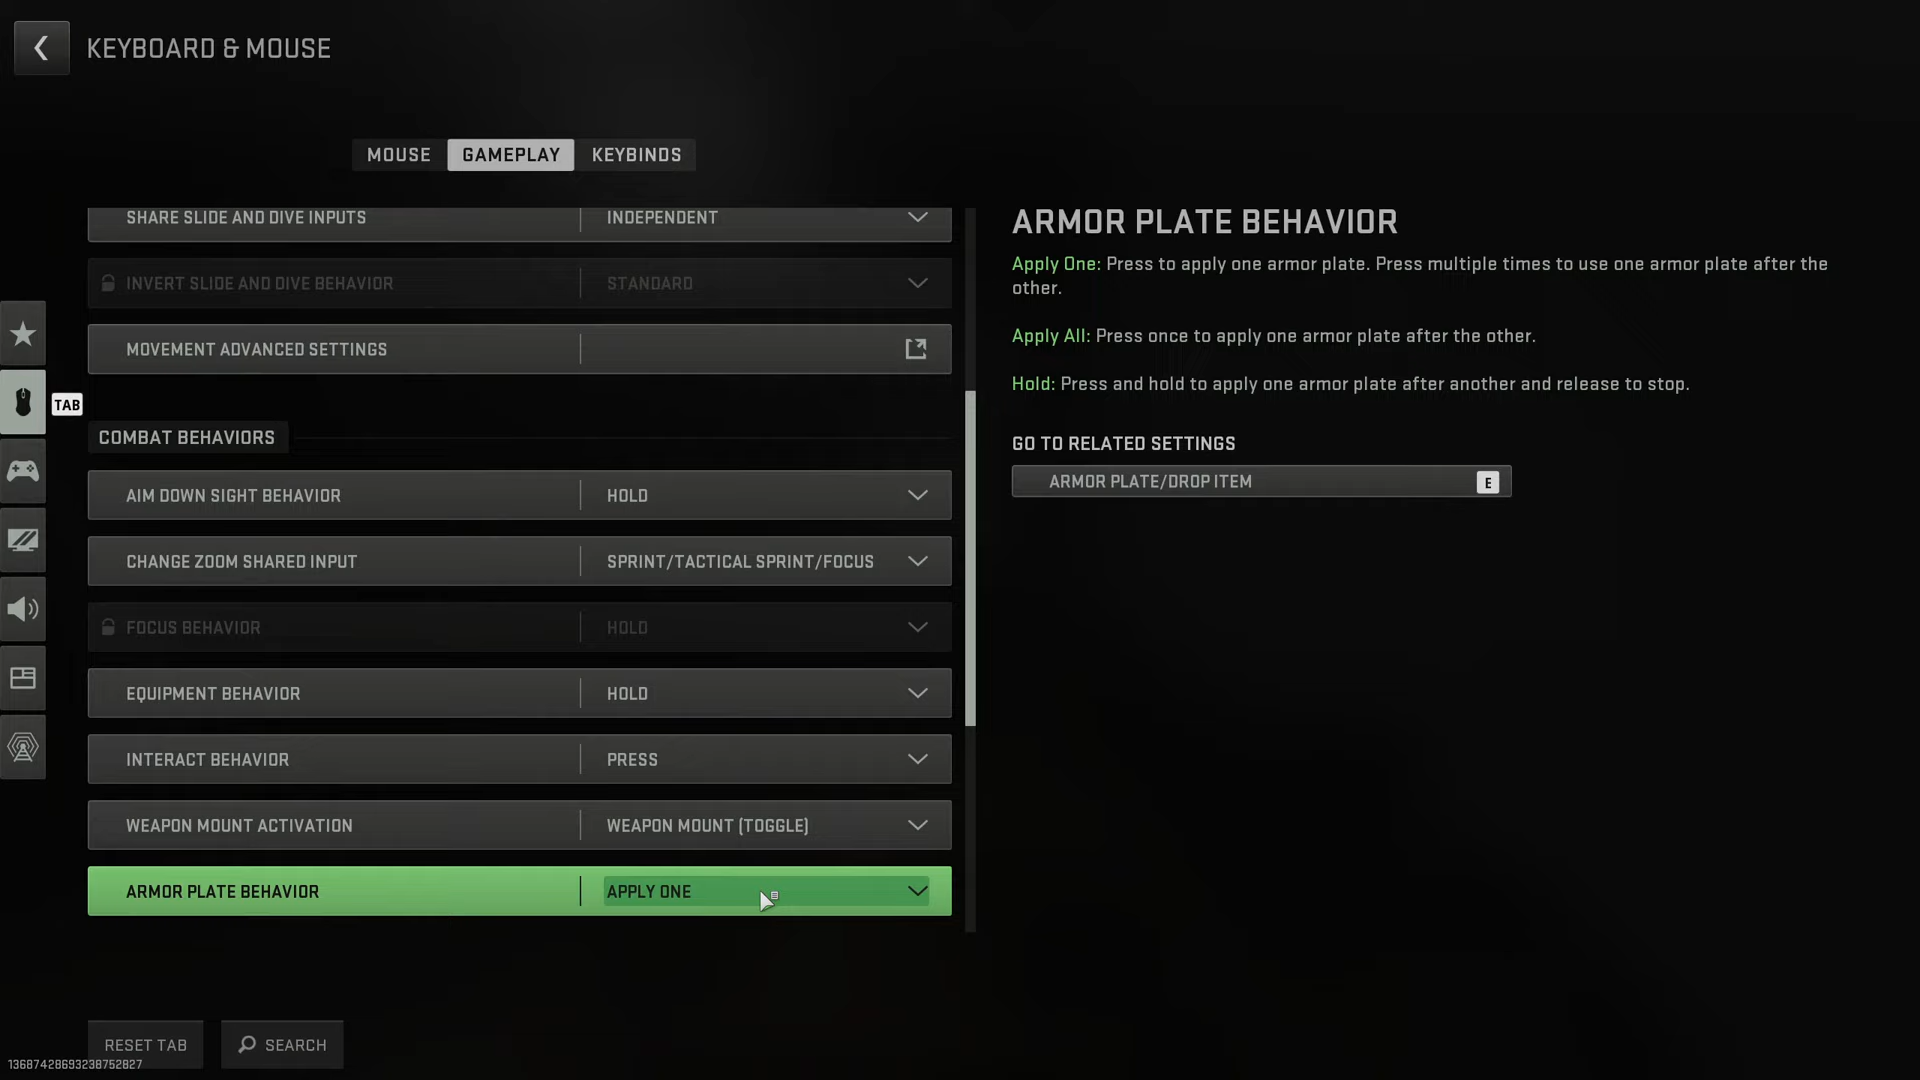 KEYBOARD & MOUSE
MOUSE GAMEPLAY KEYBINDS
SHARE SLIDE AND DIVE INPUTS INDEPENDENT
INVERT SLIDE AND DIVE BEHAVIOR STANDARD
MOVEMENT ADVANCED SETTINGS
TAB
COMBAT BEHAVIORS
AIM DOWN SIGHT BEHAVIOR HOLD
CHANGE ZOOM SHARED INPUT SPRINT/TACTICAL SPRINT/FOCUS
FOCUS BEHAVIOR HOLD
EQUIPMENT BEHAVIOR HOLD
INTERACT BEHAVIOR PRESS
WEAPON MOUNT ACTIVATION WEAPON MOUNT (TOGGLE)
ARMOR PLATE BEHAVIOR APPLY ONE
ARMOR PLATE BEHAVIOR
Apply One: Press to apply one armor plate. Press multiple times to use one armor plate after the
other.
Apply All: Press once to apply one armor plate after the other.
Hold: Press and hold to apply one armor plate after another and release to stop.
GO TO RELATED SETTINGS
ARMOR PLATE/DROP ITEM E
RESET TAB SEARCH
13687428693238752827